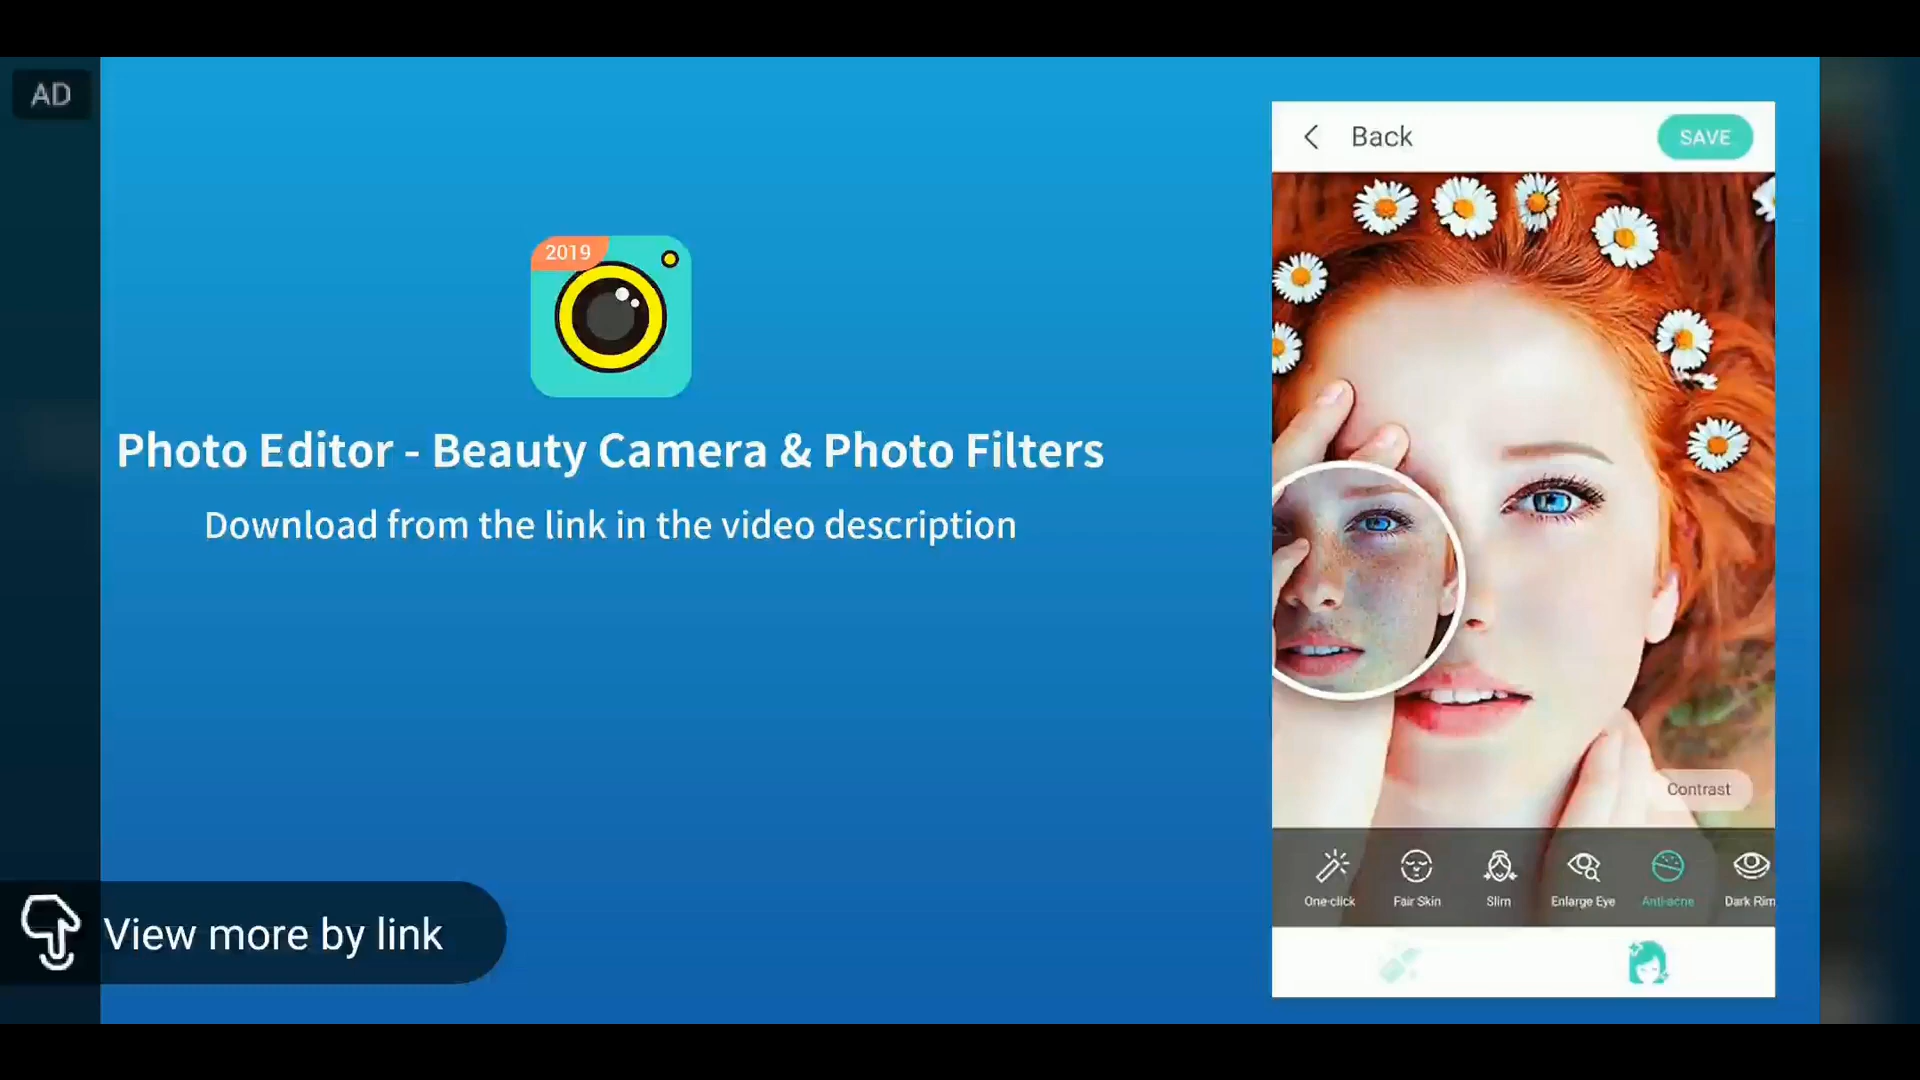 AD
2019
Photo Editor - Beauty Camera & Photo Filters
Download from the link in the video description
View more by link
Back
SAVE
Contrast
One-click Fair Skin Slim Enlarge Eye Anti-acne Dark Rim